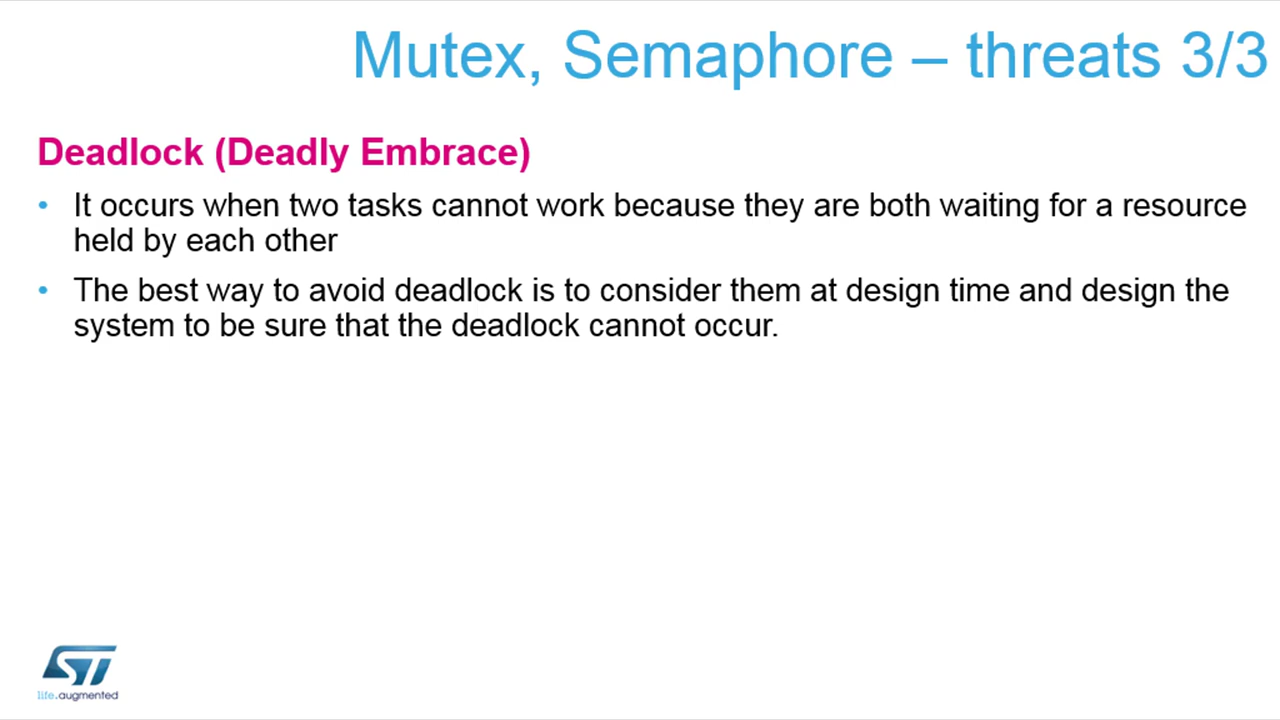 Mutex, Semaphore – threats 3/3
Deadlock (Deadly Embrace)
• It occurs when two tasks cannot work because they are both waiting for a resource
held by each other
• The best way to avoid deadlock is to consider them at design time and design the
system to be sure that the deadlock cannot occur.
ST
life.augmented